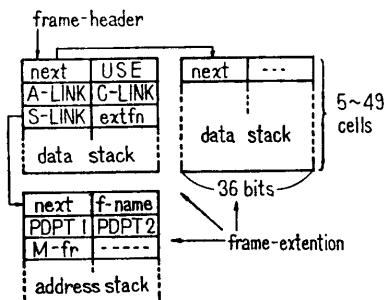 frame-header
next USE
A-LINK C-LINK
S-LINK extfn
data stack
next ---
data stack
5~49
cells
36 bits
next f-name
PDPT 1 PDPT 2
M-fr -----
address stack
frame-extention